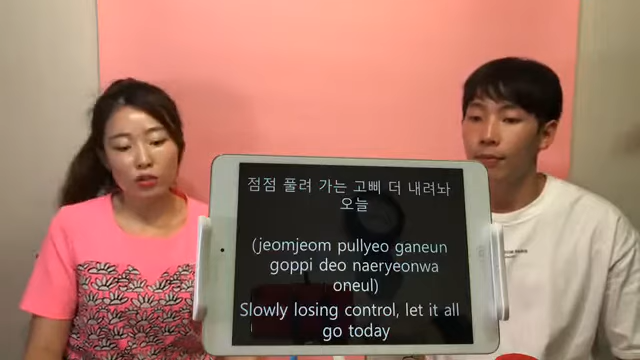 점점 풀려 가는 고삐 더 내려놔
오늘
(jeomjeom pullyeo ganeun
goppi deo naeryeonwa
oneul)
Slowly losing control, let it all
go today